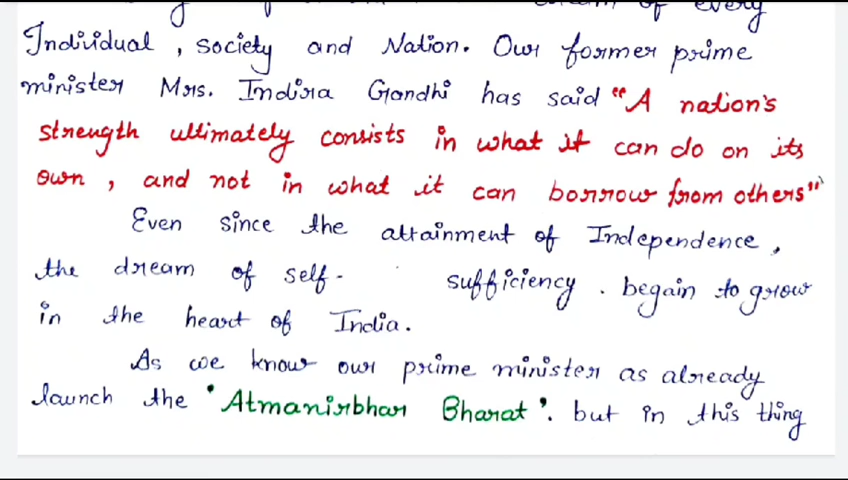 of every
Individual, society and Nation. Our former prime
minister Mrs. Indira Gandhi has said "A nation's
strength ultimately consists in what it can do on its
own, and not in what it can borrow from others"
Even since the attainment of Independence,
the dream of self- sufficiency. begain to grow
in the heart of India.
As we know our prime minister as already
launch the 'Atmanirbhar Bharat'. but in this thing